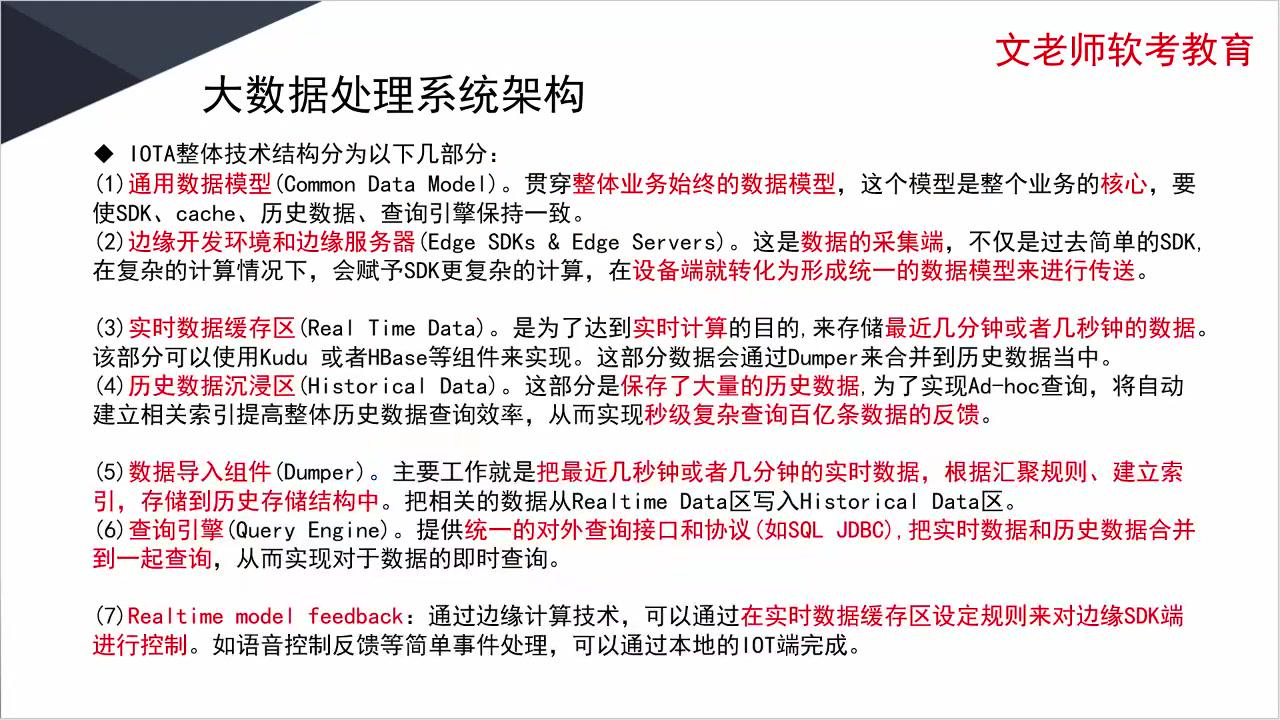 文老师软考教育
大数据处理系统架构
◆ IOTA整体技术结构分为以下几部分：
(1)通用数据模型(Common Data Model)。贯穿整体业务始终的数据模型，这个模型是整个业务的核心，要
使SDK、cache、历史数据、查询引擎保持一致。
(2)边缘开发环境和边缘服务器(Edge SDKs & Edge Servers)。这是数据的采集端，不仅是过去简单的SDK,
在复杂的计算情况下，会赋予SDK更复杂的计算，在设备端就转化为形成统一的数据模型来进行传送。
(3)实时数据缓存区(Real Time Data)。是为了达到实时计算的目的,来存储最近几分钟或者几秒钟的数据。
该部分可以使用Kudu 或者HBase等组件来实现。这部分数据会通过Dumper来合并到历史数据当中。
(4)历史数据沉浸区(Historical Data)。这部分是保存了大量的历史数据,为了实现Ad-hoc查询，将自动
建立相关索引提高整体历史数据查询效率，从而实现秒级复杂查询百亿条数据的反馈。
(5)数据导入组件(Dumper)。主要工作就是把最近几秒钟或者几分钟的实时数据，根据汇聚规则、建立索
引，存储到历史存储结构中。把相关的数据从Realtime Data区写入Historical Data区。
(6)查询引擎(Query Engine)。提供统一的对外查询接口和协议(如SQL JDBC),把实时数据和历史数据合并
到一起查询，从而实现对于数据的即时查询。
(7)Realtime model feedback：通过边缘计算技术，可以通过在实时数据缓存区设定规则来对边缘SDK端
进行控制。如语音控制反馈等简单事件处理，可以通过本地的IOT端完成。